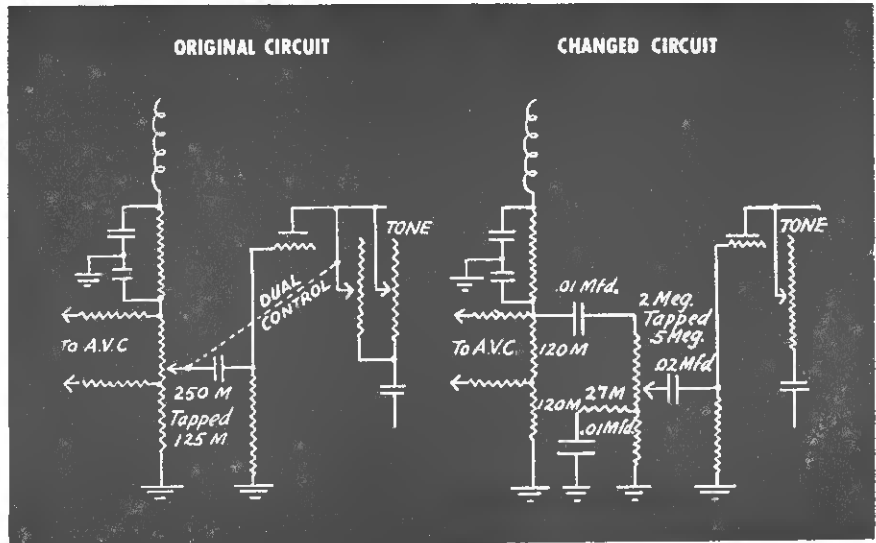 ORIGINAL CIRCUIT
TONE
DUAL
CONTROL
To A.V.C
250 M
Tapped
125 M
CHANGED CIRCUIT
TONE
.01 Mfd.
2 Meg.
Tapped
.5 Meg.
To A.V.C.
120 M
.02 Mfd
27 M
120 M
.01 Mfd.